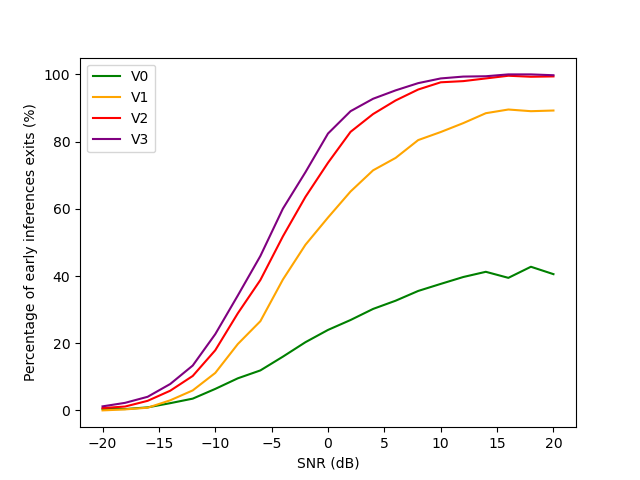 V0
V1
V2
V3
100
80
60
40
20
0
Percentage of early inferences exits (%)
−20 −15 −10 −5 0 5 10 15 20
SNR (dB)